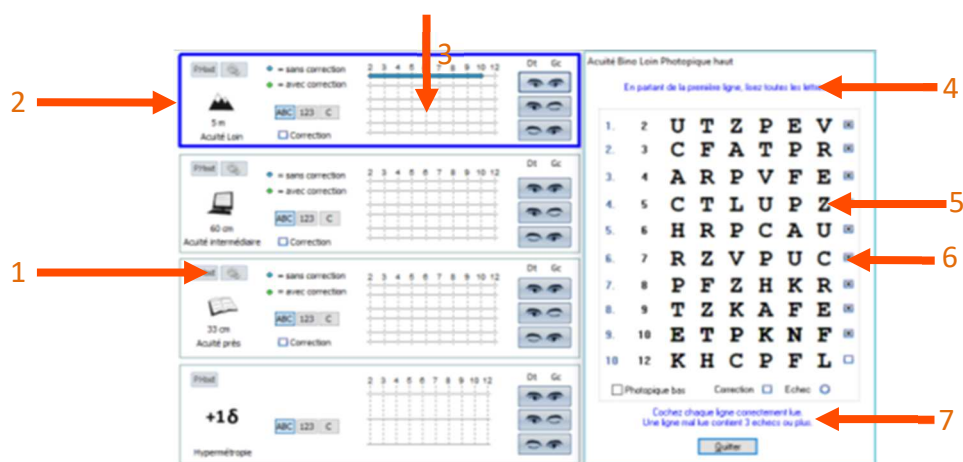 3
2
4
5
6
1
7
= sans correction
2 3 4 5 6 7 8 9 10 12
Dt Gc
= avec correction
5 m
ABC 123 C
Acuité Loin
Correction
2 3 4 5 6 7 8 9 10 12
Dt Gc
= sans correction
= avec correction
60 cm
ABC 123 C
Acuité intermédiaire
Correction
2 3 4 5 6 7 8 9 10 12
Dt Gc
= sans correction
= avec correction
33 cm
ABC 123 C
Acuité près
Correction
2 3 4 5 6 7 8 9 10 12
Dt Gc
+1δ
ABC 123 C
Hypermétropie
Acuité Bino Loin Photopique haut
En partant de la première ligne, lisez toutes les
1. 2 U T Z P E V
2. 3 C F A T P R
3. 4 A R P V F E
4. 5 C T L U P Z
5. 6 H R P C A U
6. 7 R Z V P U C
7. 8 P F Z H K R
8. 9 T Z K A F E
9. 10 E T P K N F
10 12 K H C P F L
Photopique bas Correction Echec
Cochez chaque ligne correctement lue.
Une ligne mal lue contient 3 echecs ou plus.
Quitter